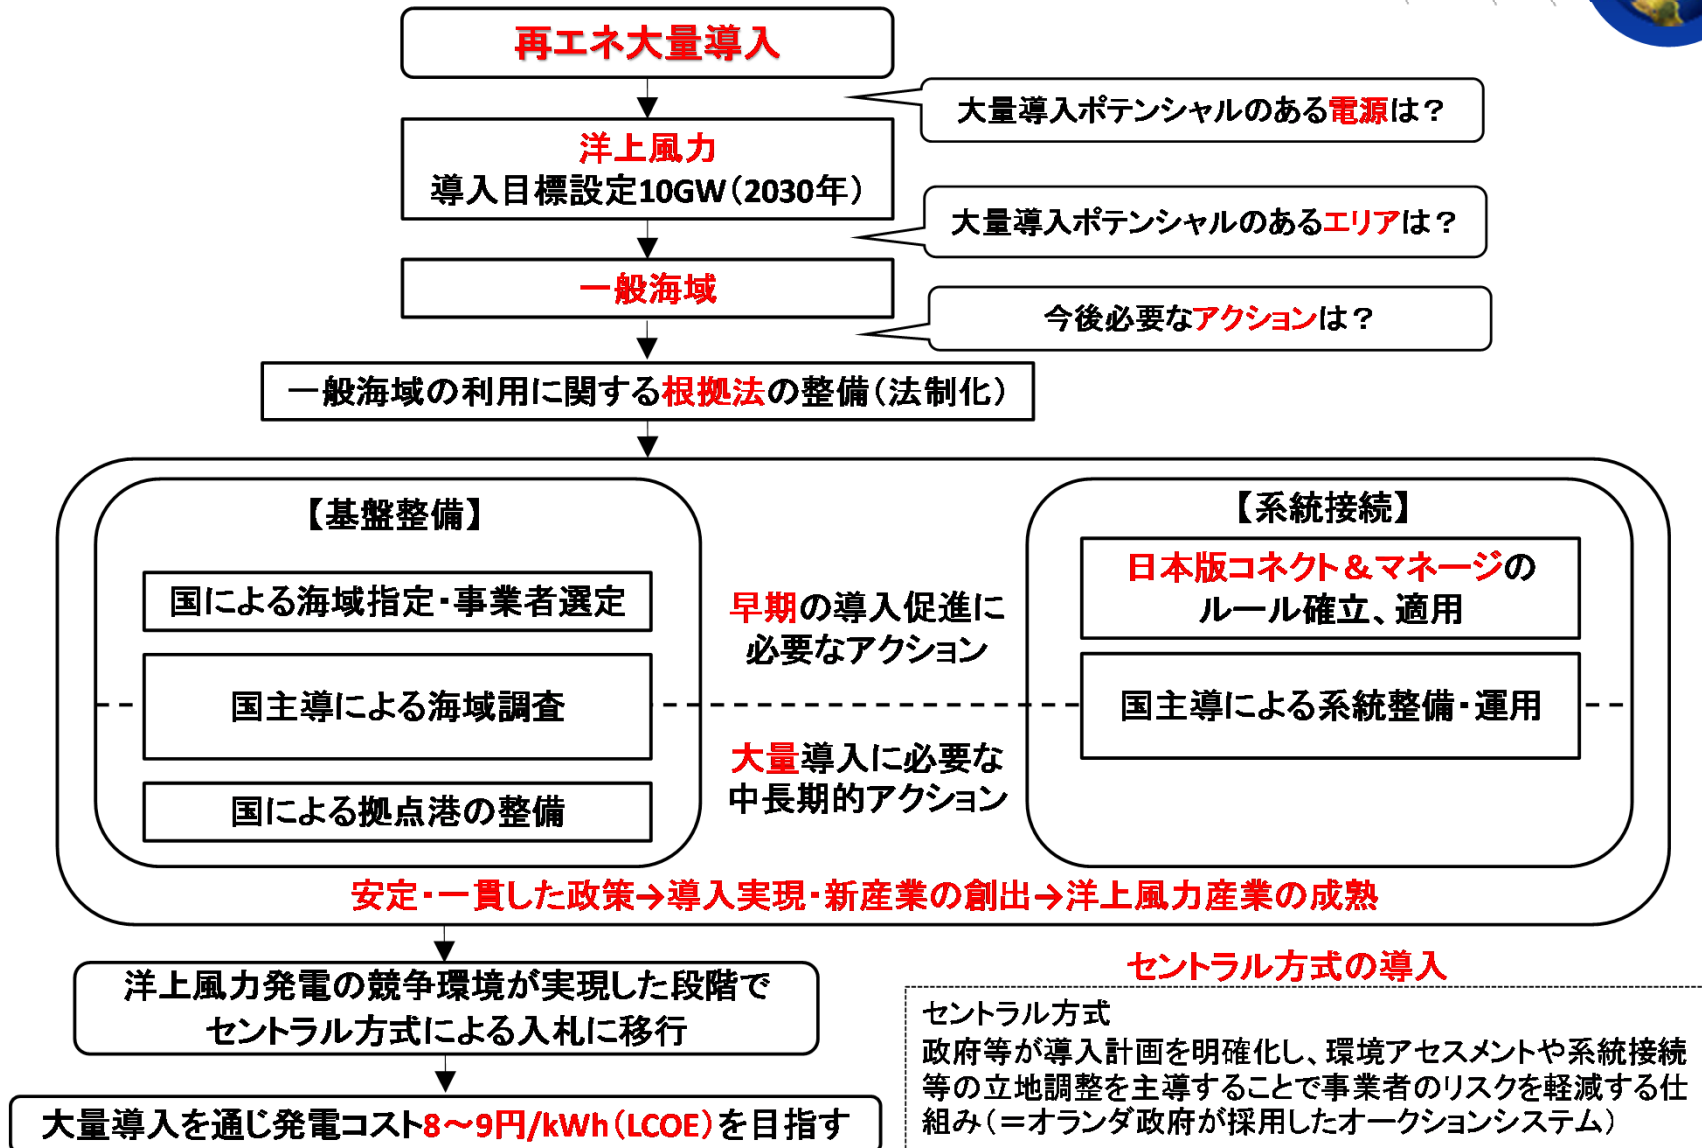 再エネ大量導入
大量導入ポテンシャルのある電源は？
洋上風力
導入目標設定10GW（2030年）
大量導入ポテンシャルのあるエリアは？
一般海域
今後必要なアクションは？
一般海域の利用に関する根拠法の整備（法制化）
【基盤整備】
国による海域指定・事業者選定
国主導による海域調査
国による拠点港の整備
早期の導入促進に
必要なアクション
大量導入に必要な
中長期的アクション
【系統接続】
日本版コネクト＆マネージの
ルール確立、適用
国主導による系統整備・運用
安定・一貫した政策→導入実現・新産業の創出→洋上風力産業の成熟
洋上風力発電の競争環境が実現した段階で
セントラル方式による入札に移行
大量導入を通じ発電コスト8～9円/kWh（LCOE）を目指す
セントラル方式の導入
セントラル方式
政府等が導入計画を明確化し、環境アセスメントや系統接続
等の立地調整を主導することで事業者のリスクを軽減する仕
組み（＝オランダ政府が採用したオークションシステム）